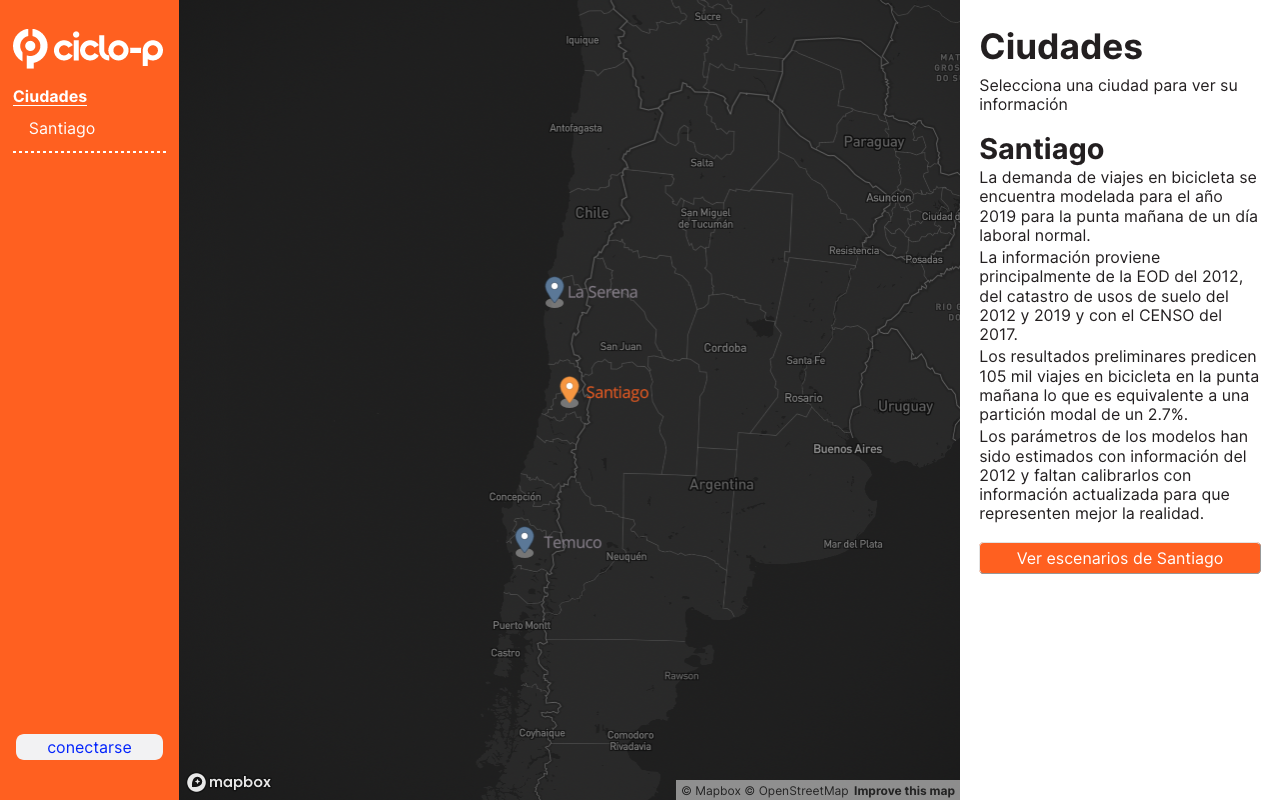 ciclo-p
Ciudades
Santiago
conectarse
Sucre
Iquique
MAT
GROS
DO S
Antofagasta
Paraguay
Salta
Asunción
Chile
San Miguel
de Tucumán
Ciudad d
Resistencia
Posadas
La Serena
RIO G
DO S
San Juan
Cordoba
Santa Fe
Santiago
Rosario
Uruguay
Buenos Aires
Argentina
Concepción
Temuco
Mar del Plata
Neuquén
Puerto Montt
Castro
Rawson
Coyhaique
Comodoro
Rivadavia
mapbox
© Mapbox © OpenStreetMap Improve this map
Ciudades
Selecciona una ciudad para ver su
información
Santiago
La demanda de viajes en bicicleta se
encuentra modelada para el año
2019 para la punta mañana de un día
laboral normal.
La información proviene
principalmente de la EOD del 2012,
del catastro de usos de suelo del
2012 y 2019 y con el CENSO del
2017.
Los resultados preliminares predicen
105 mil viajes en bicicleta en la punta
mañana lo que es equivalente a una
partición modal de un 2.7%.
Los parámetros de los modelos han
sido estimados con información del
2012 y faltan calibrarlos con
información actualizada para que
representen mejor la realidad.
Ver escenarios de Santiago